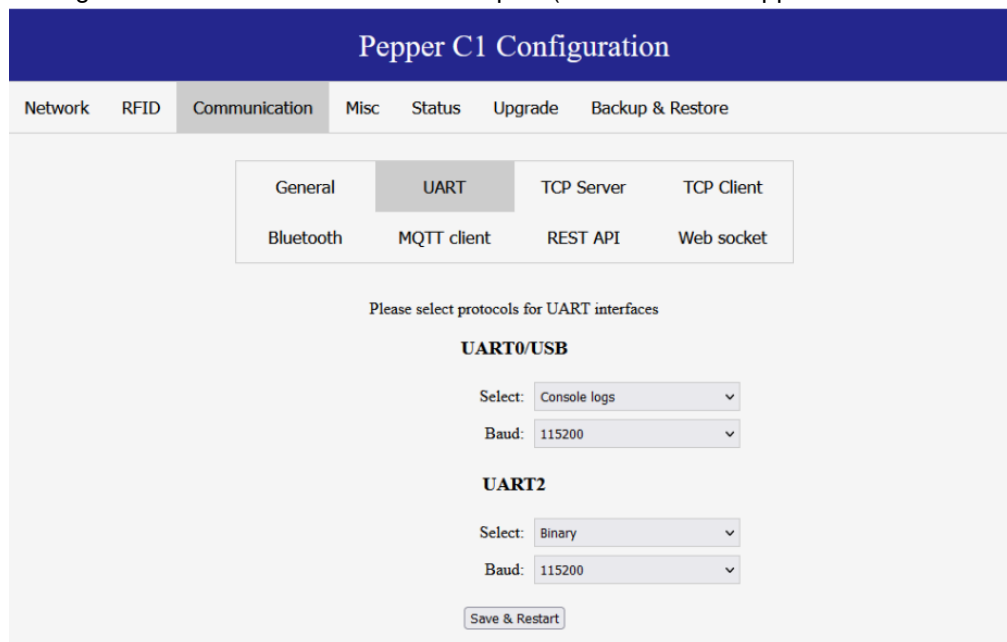 Pepper C1 Configuration
Network RFID Communication Misc Status Upgrade Backup & Restore
General UART TCP Server TCP Client
Bluetooth MQTT client REST API Web socket
Please select protocols for UART interfaces
UART0/USB
Select: Console logs
Baud: 115200
UART2
Select: Binary
Baud: 115200
Save & Restart